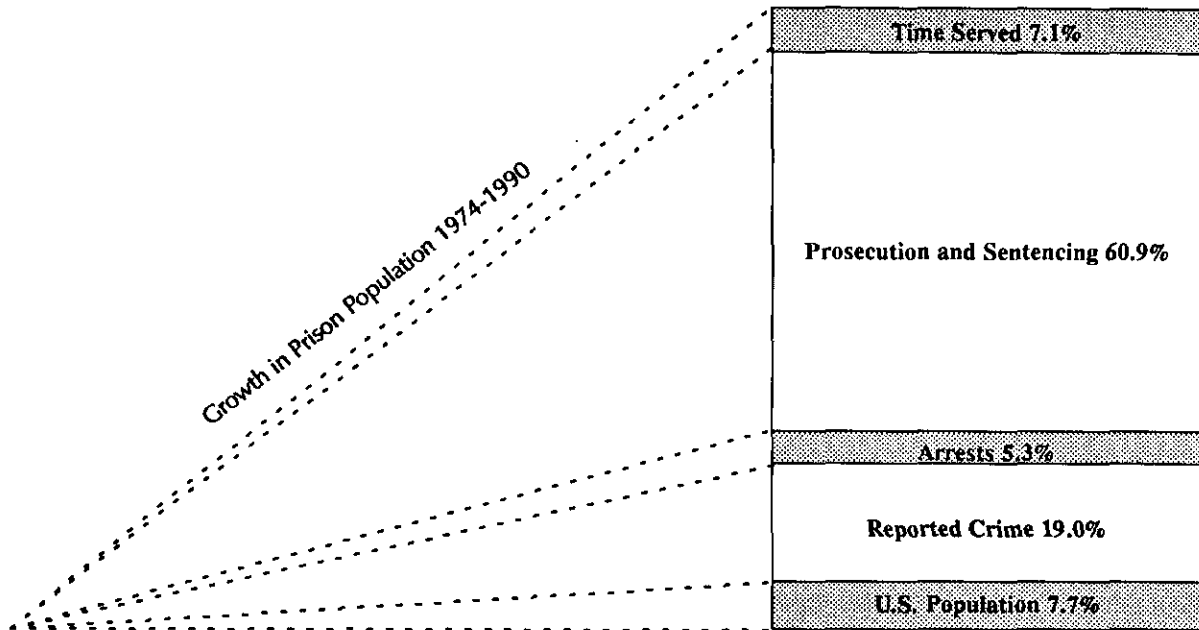 Time Served 7.1%
Growth in Prison Population 1974-1990
Prosecution and Sentencing 60.9%
Arrests 5.3%
Reported Crime 19.0%
U.S. Population 7.7%